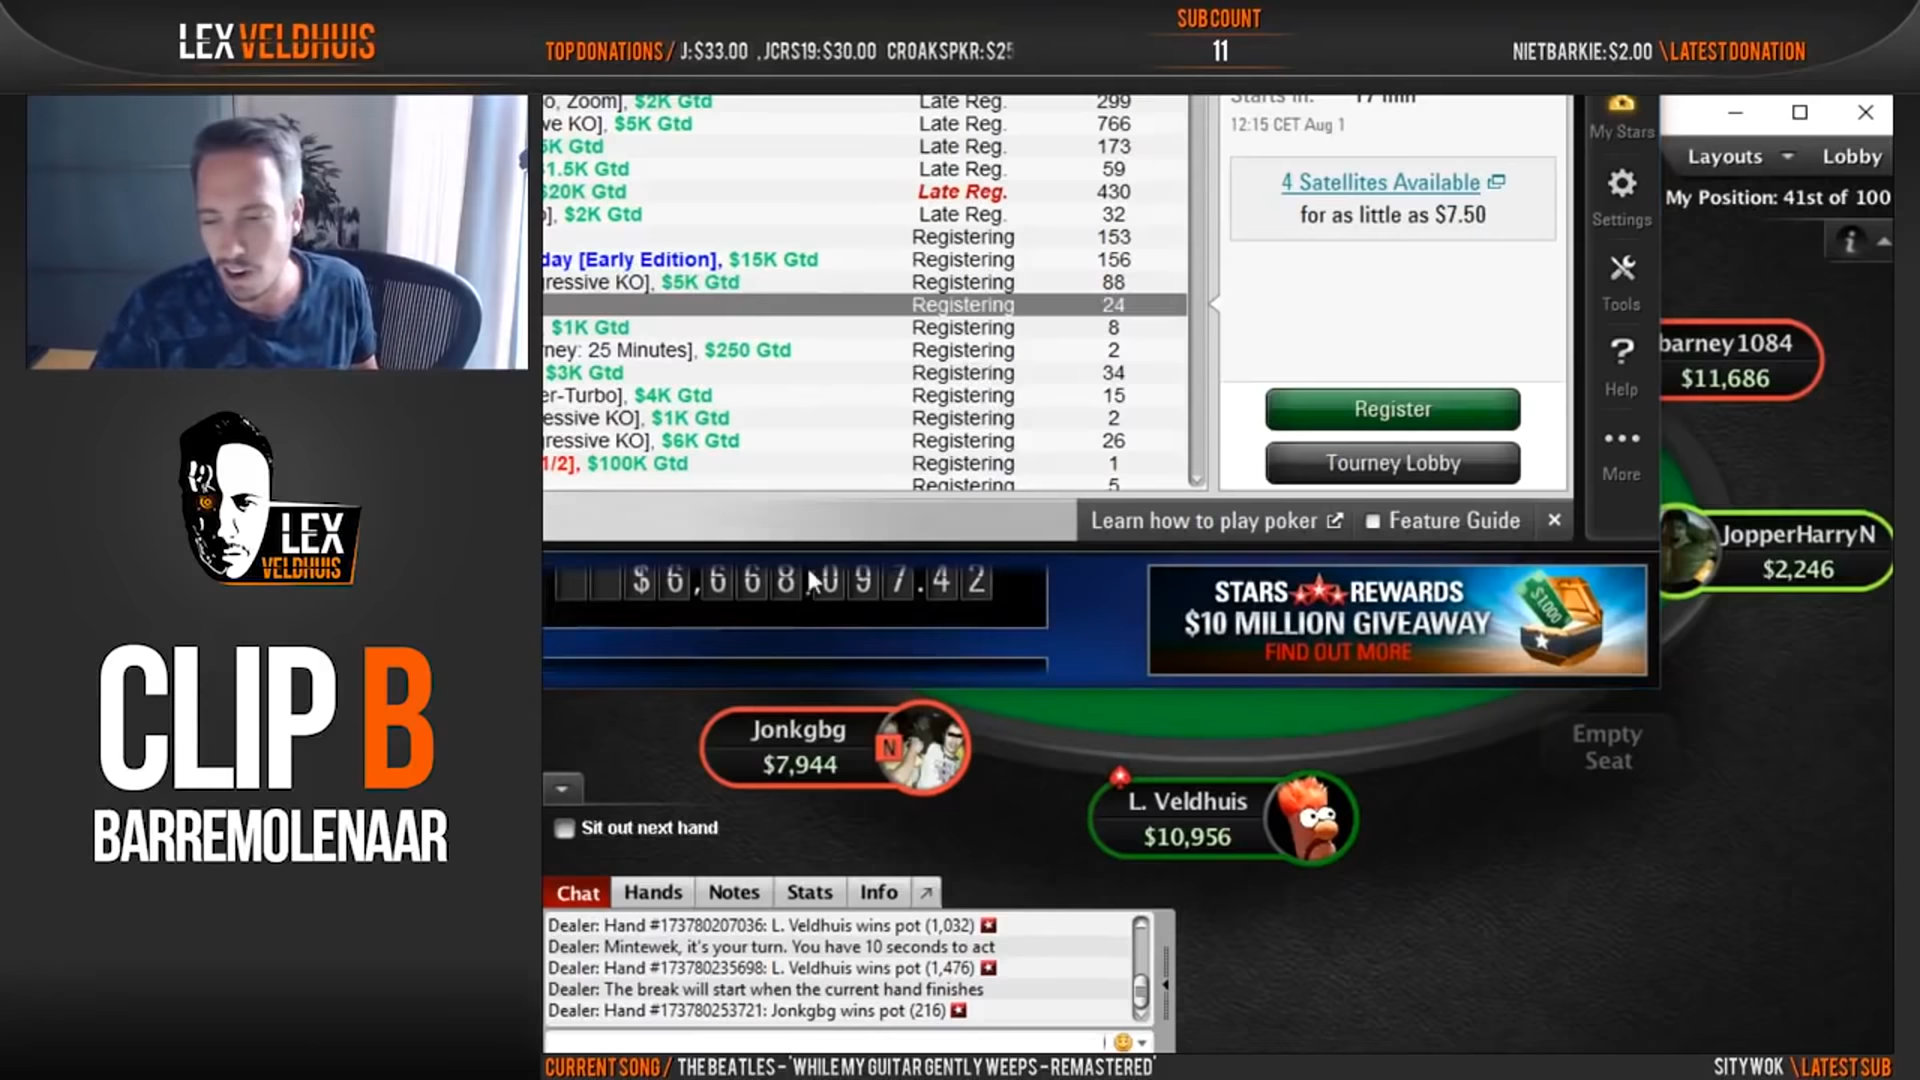 LEX VELDHUIS
TOP DONATIONS / J: $33.00 , JCRS19: $30.00 CROAKSPKR: $25
SUB COUNT
11
NIETBARKIE: $2.00 \ LATEST DONATION
o, Zoom], $2K Gtd Late Reg. 299
ve KO], $5K Gtd Late Reg. 766
5K Gtd Late Reg. 173
$1.5K Gtd Late Reg. 59
$20K Gtd Late Reg. 430
o], $2K Gtd Late Reg. 32
Registering 153
day [Early Edition], $15K Gtd Registering 156
gressive KO], $5K Gtd Registering 88
Registering 24
$1K Gtd Registering 8
ney: 25 Minutes], $250 Gtd Registering 2
$3K Gtd Registering 34
er-Turbo], $4K Gtd Registering 15
essive KO], $1K Gtd Registering 2
gressive KO], $6K Gtd Registering 26
1/2], $100K Gtd Registering 1
Registering 5
Starts in: 17 min
12:15 CET Aug 1
4 Satellites Available
for as little as $7.50
Register
Tourney Lobby
My Stars
Settings
Tools
Help
More
Layouts Lobby
My Position: 41st of 100
barney1084
$11,686
JopperHarryN
$2,246
Learn how to play poker Feature Guide
$6,668,097.42
STARS REWARDS
$10 MILLION GIVEAWAY
FIND OUT MORE
$1000
LEX
VELDHUIS
CLIP B
BARREMOLENAAR
Jonkgbg
N
$7,944
L. Veldhuis
$10,956
Empty
Seat
Sit out next hand
Chat Hands Notes Stats Info
Dealer: Hand #173780207036: L. Veldhuis wins pot (1,032)
Dealer: Mintewek, it's your turn. You have 10 seconds to act
Dealer: Hand #173780235698: L. Veldhuis wins pot (1,476)
Dealer: The break will start when the current hand finishes
Dealer: Hand #173780253721: Jonkgbg wins pot (216)
CURRENT SONG / THE BEATLES - 'WHILE MY GUITAR GENTLY WEEPS - REMASTERED'
SITYWOK \ LATEST SUB